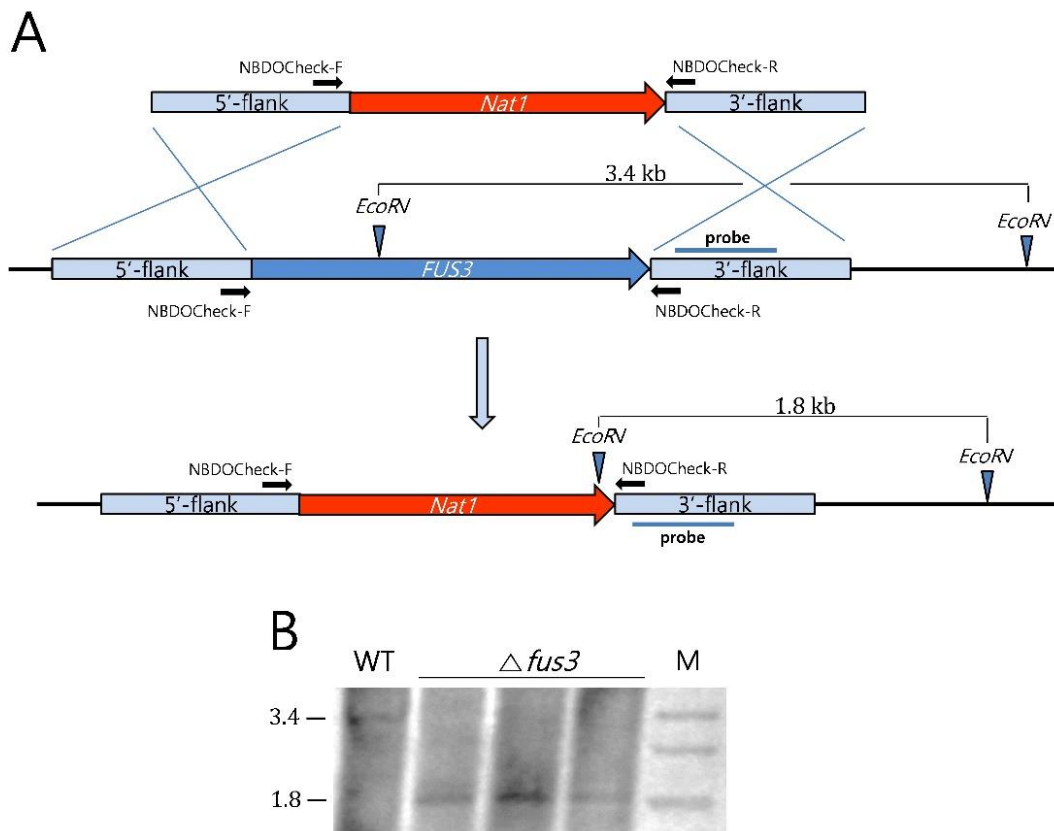 A
NBDOCheck-F
NBDOCheck-R
5'-flank
Nat1
3'-flank
3.4 kb
EcoRV
EcoRV
probe
5'-flank
FUS3
3'-flank
NBDOCheck-F
NBDOCheck-R
1.8 kb
EcoRV
EcoRV
NBDOCheck-F
NBDOCheck-R
5'-flank
Nat1
3'-flank
probe
B
WT
△fus3
M
3.4
1.8